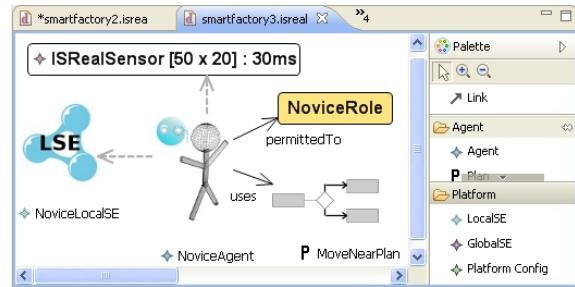 *smartfactory2.isrea
smartfactory3.isreal
»4
ISRealSensor [50 x 20] : 30ms
NoviceRole
permittedTo
LSE
uses
NoviceLocalSE
NoviceAgent
P MoveNearPlan
Palette
Link
Agent
Agent
P Plan
Platform
LocalSE
GlobalSE
Platform Config